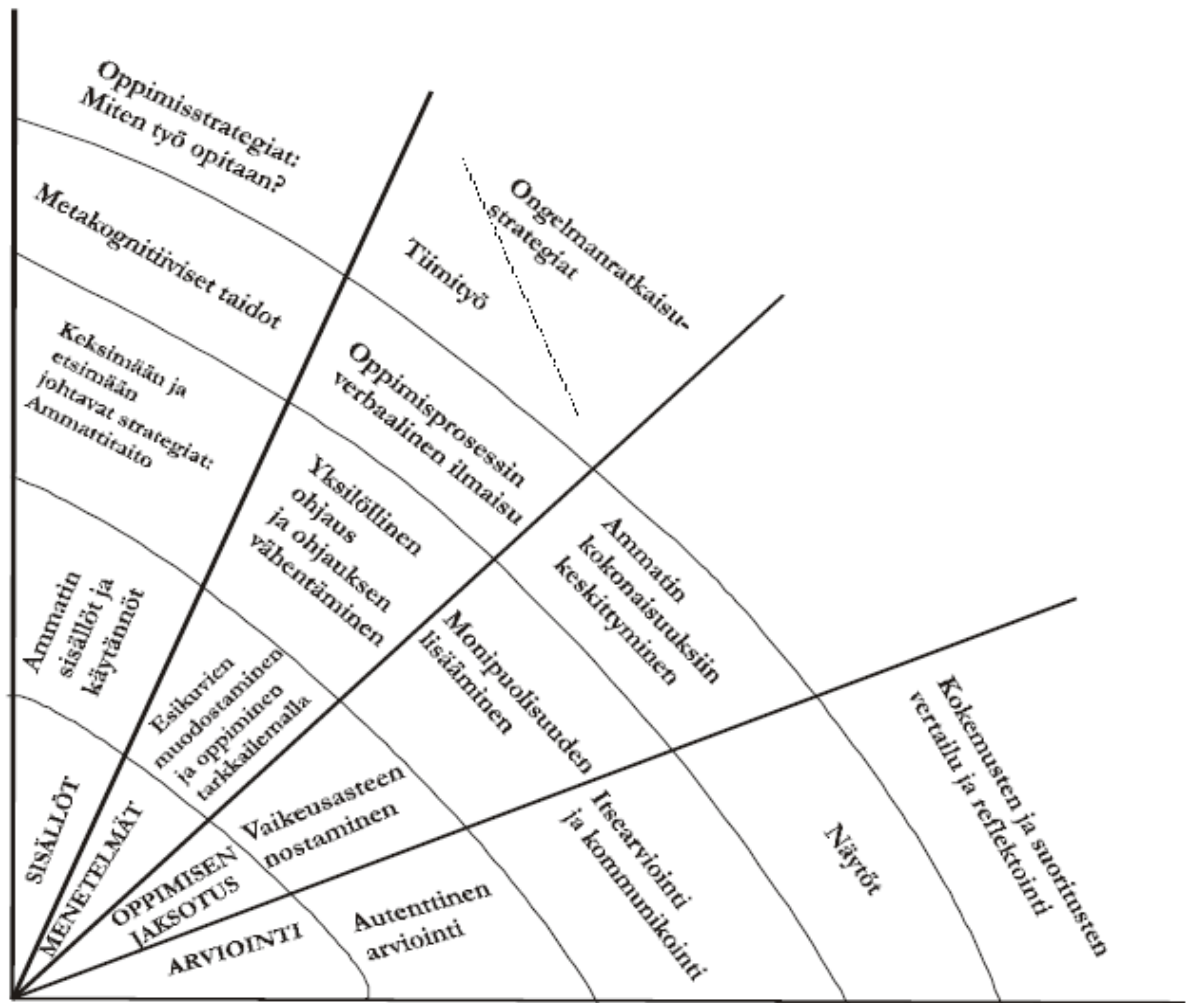 Oppimisstrategiat:
Miten työ opitaan?
Metakognitiiviset taidot
Keksimään ja
etsimään
johtavat strategiat:
Ammattitaito
Ammatin
sisällöt ja
käytännöt
SISÄLLÖT
Ongelmanratkaisu-
strategiat
Tiimityö
Oppimisprosessin
verbaalinen ilmaisu
Yksilöllinen
ohjaus
ja ohjauksen
vähentäminen
Esikuvien
muodostaminen
ja oppiminen
tarkkailemalla
MENETELMÄT
Ammatin
kokonaisuuksiin
keskittyminen
Monipuolisuuden
lisääminen
Vaikeusasteen
nostaminen
OPPIMISEN
JAKSOTUS
Kokemusten ja suoritusten
vertailu ja reflektointi
Näytöt
Itsearviointi
ja kommunikointi
Autenttinen
arviointi
ARVIOINTI